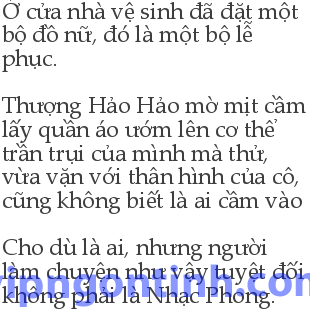 Ở cửa nhà vệ sinh đã đặt một
bộ đồ nữ, đó là một bộ lễ
phục.
Thượng Hảo Hảo mờ mịt cầm
lấy quần áo ướm lên cơ thể
trần trụi của mình mà thử,
vừa vặn với thân hình của cô,
cũng không biết là ai cầm vào
Cho dù là ai, nhưng người
làm chuyện như vậy tuyệt đối
không phải là Nhạc Phong.